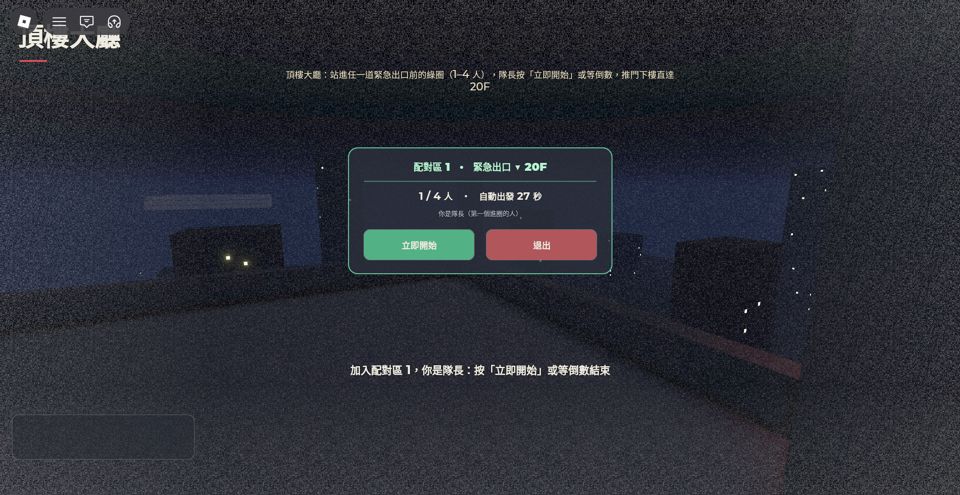 頂樓大廳
頂樓大廳：站進任一道緊急出口前的綠圈（1–4 人），隊長按「立即開始」或等倒數，推門下樓直達
20F
配對區 1 • 緊急出口 ▼ 20F
1 / 4 人 • 自動出發 27 秒
你是隊長（第一個進圈的人）
立即開始
退出
加入配對區 1，你是隊長：按「立即開始」或等倒數結束